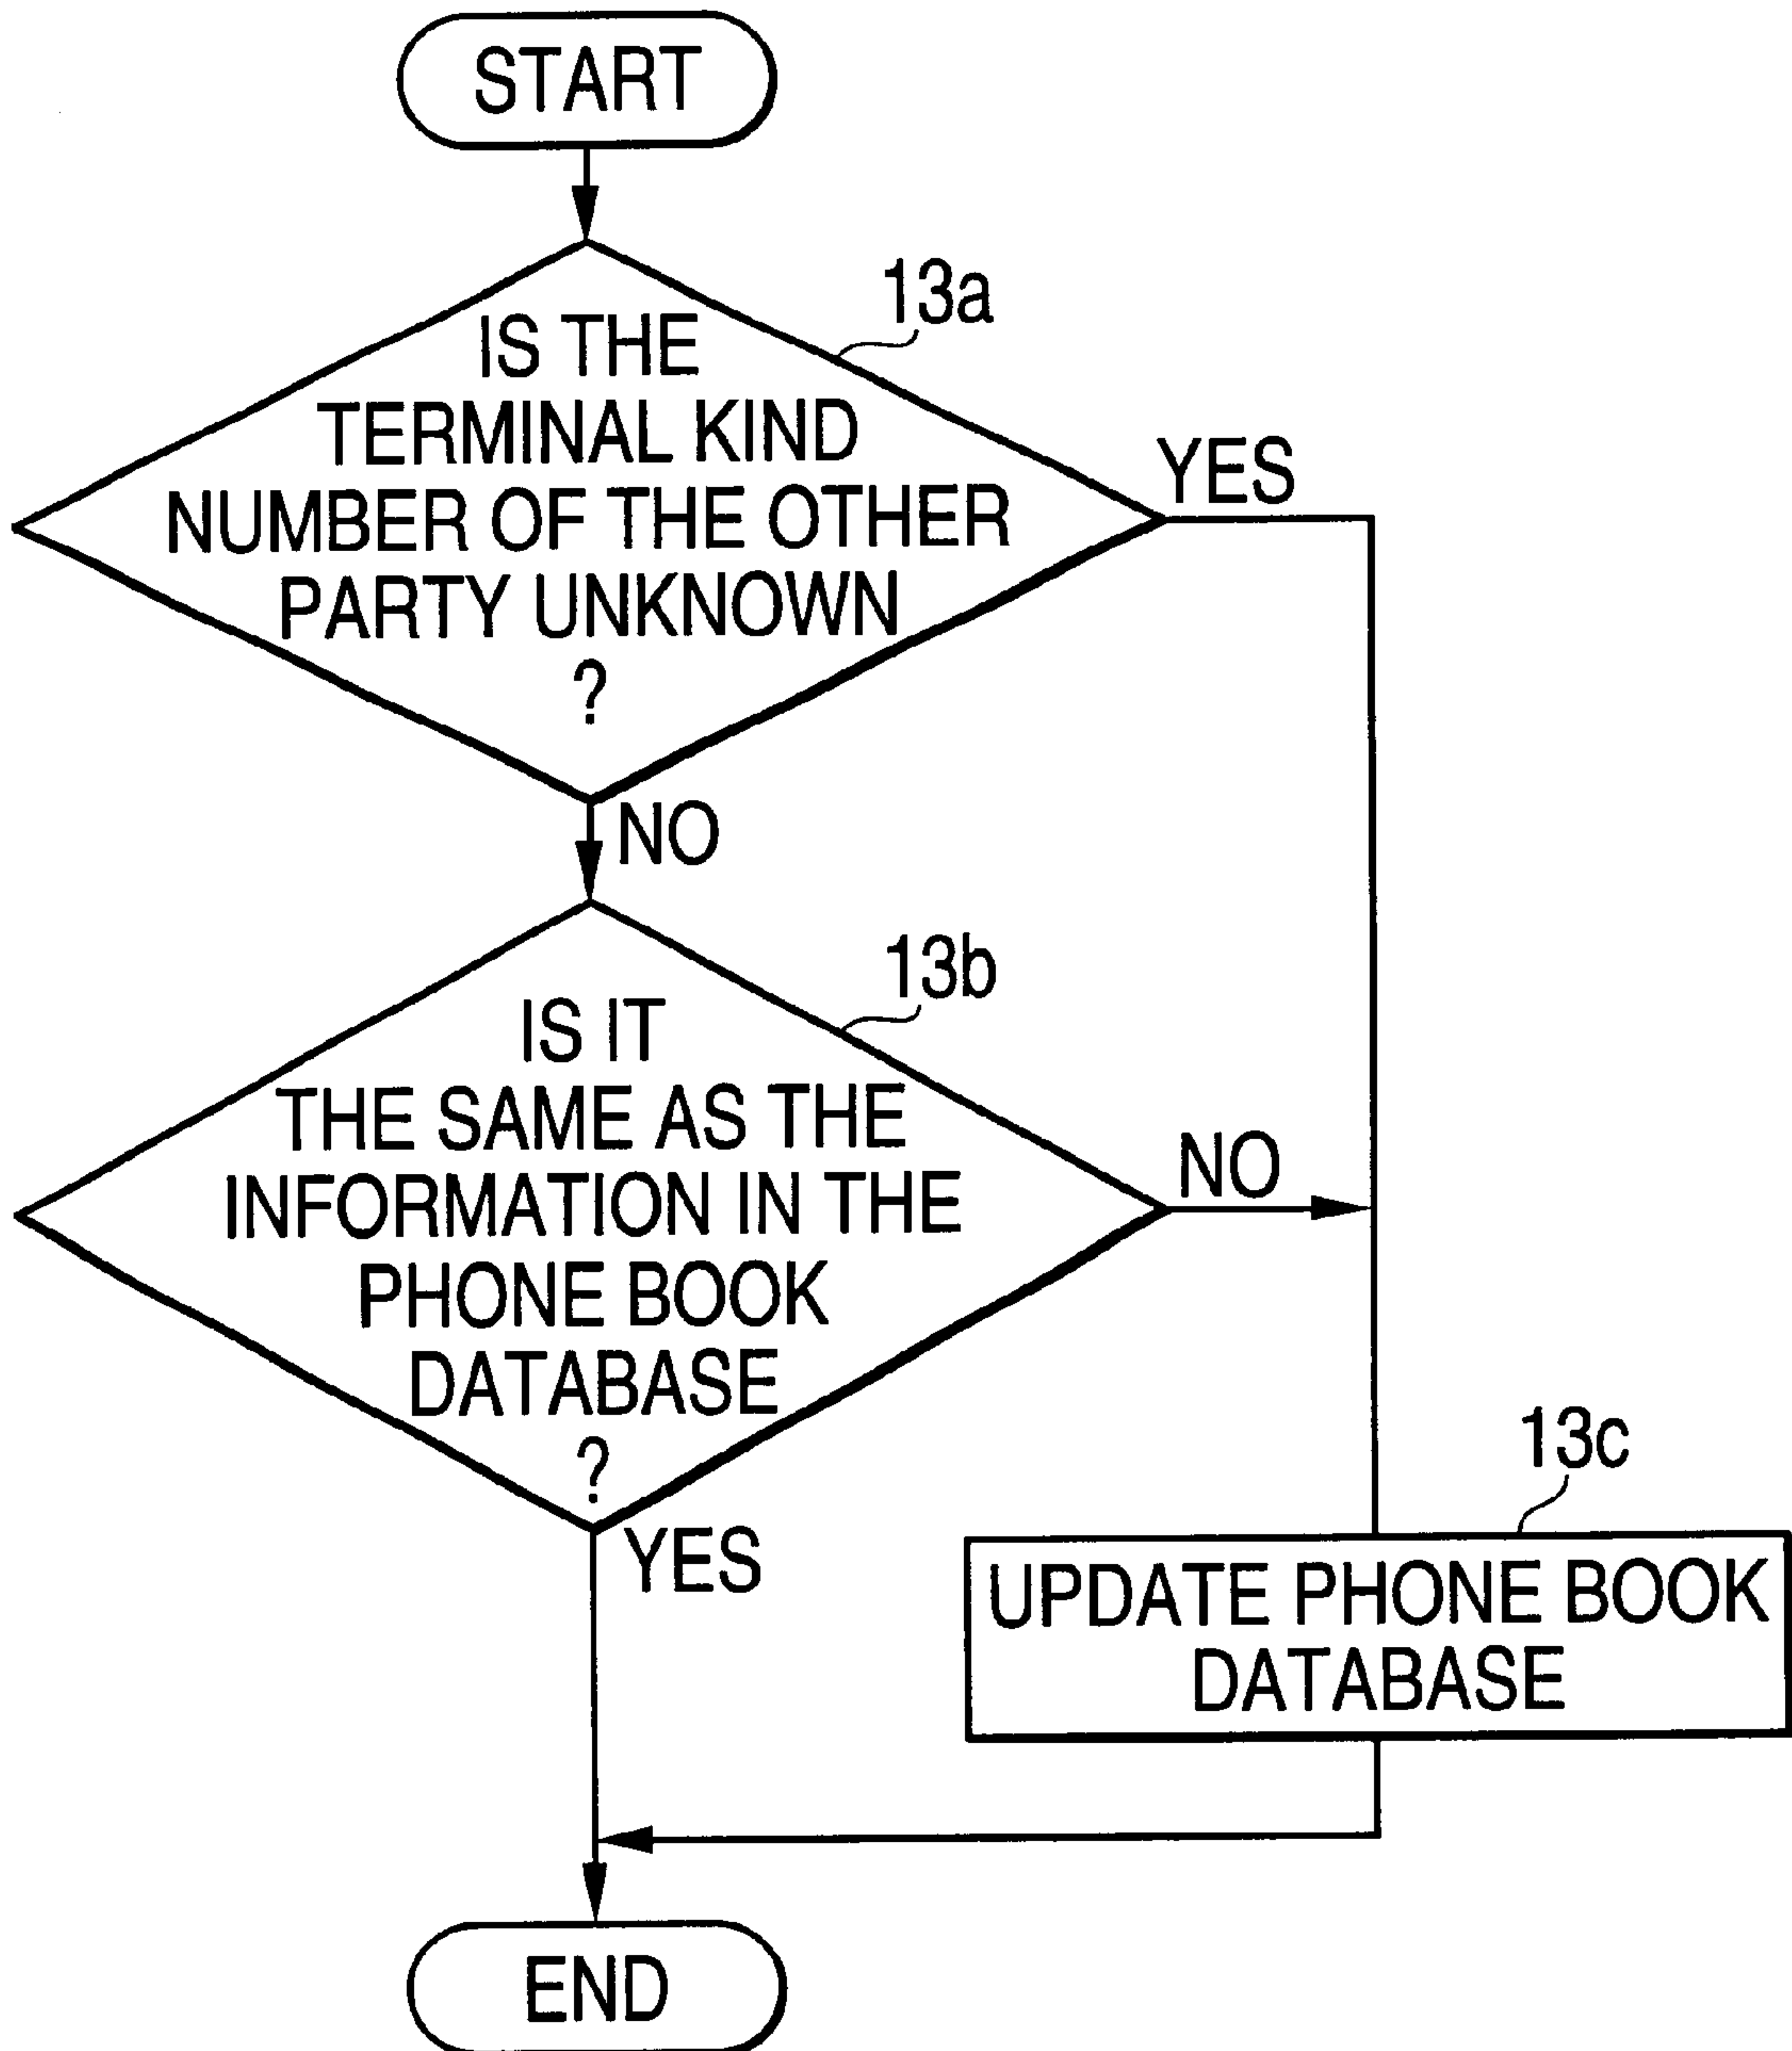 START
13a
IS THE
TERMINAL KIND
NUMBER OF THE OTHER
PARTY UNKNOWN
?
YES
NO
13b
IS IT
THE SAME AS THE
INFORMATION IN THE
PHONE BOOK
DATABASE
?
NO
YES
13c
UPDATE PHONE BOOK
DATABASE
END